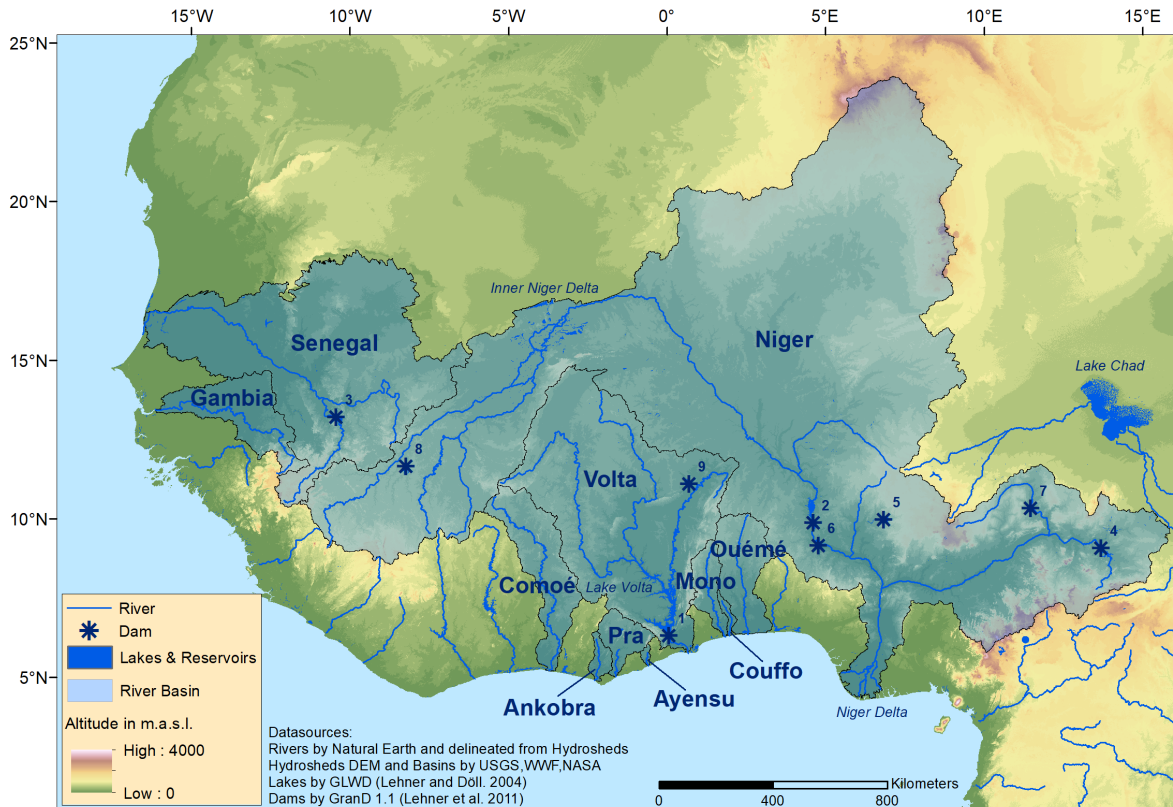 15°W 10°W 5°W 0° 5°E 10°E 15°E
25°N
20°N
15°N
10°N
5°N
Inner Niger Delta
Senegal
Niger
Lake Chad
Gambia
3
8
Volta
9
2
5
7
6
4
Ouémé
Comoé
Lake Volta
Mono
1
Pra
Couffo
Ankobra
Ayensu
Niger Delta
River
Dam
Lakes & Reservoirs
River Basin
Altitude in m.a.s.l.
High : 4000
Low : 0
Datasources:
Rivers by Natural Earth and delineated from Hydrosheds
Hydrosheds DEM and Basins by USGS,WWF,NASA
Lakes by GLWD (Lehner and Döll. 2004)
Dams by GranD 1.1 (Lehner et al. 2011)
Kilometers
0 400 800